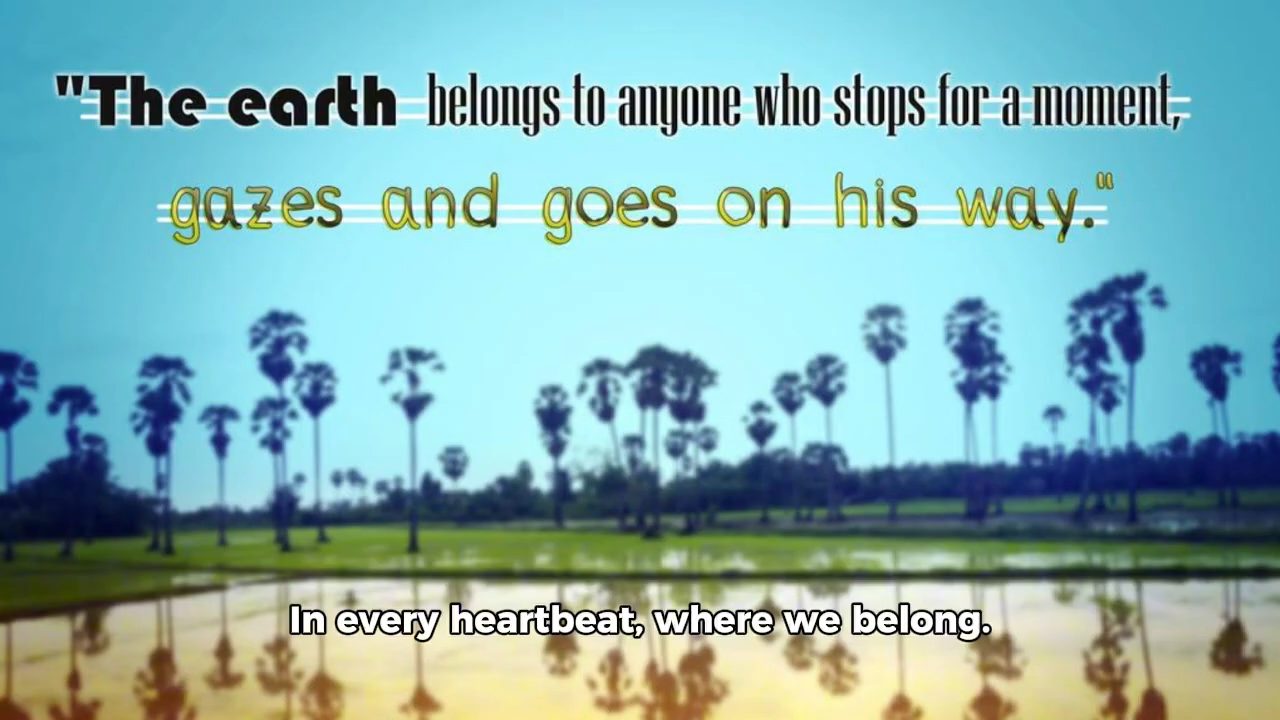 "The earth belongs to anyone who stops for a moment,
gazes and goes on his way."
In every heartbeat, where we belong.